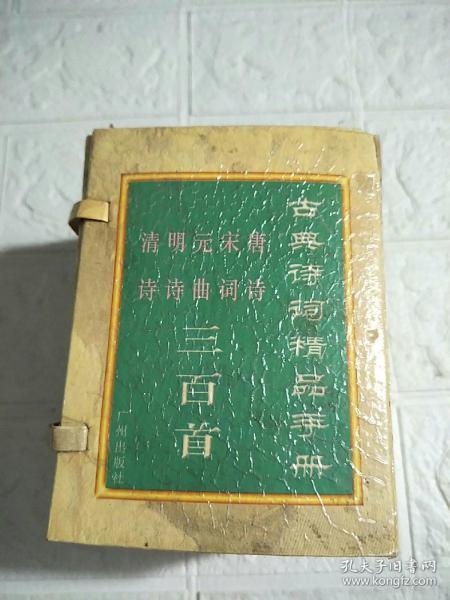 古典诗词精品手册
唐宋元明清
诗词曲诗诗
三百首
广州出版社
孔夫子旧书网
www.kongfz.com